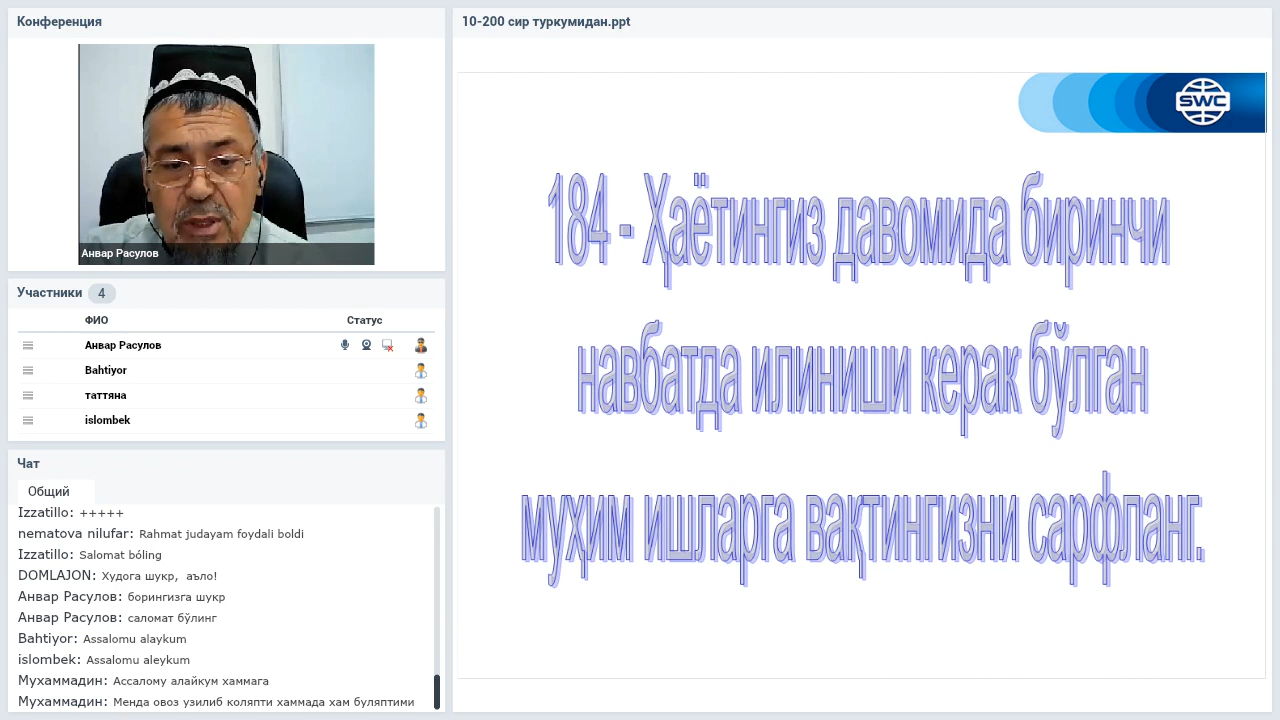 Конференция
Анвар Расулов
Участники 4
ФИО Статус
Анвар Расулов
Bahtiyor
таттяна
islombek
Чат
Общий
Izzatillo: +++++
nematova nilufar: Rahmat judayam foydali boldi
Izzatillo: Salomat bóling
DOMLAJON: Худога шукр, аъло!
Анвар Расулов: борингизга шукр
Анвар Расулов: саломат бўлинг
Bahtiyor: Assalomu alaykum
islombek: Assalomu aleykum
Мухаммадин: Ассалому алайкум хаммага
Мухаммадин: Менда овоз узилиб коляпти хаммада хам буляптими
10-200 сир туркумидан.ppt
SWC
184 - Ҳаётингиз давомида биринчи
навбатда илиниши керак бўлган
муҳим ишларга вақтингизни сарфланг.